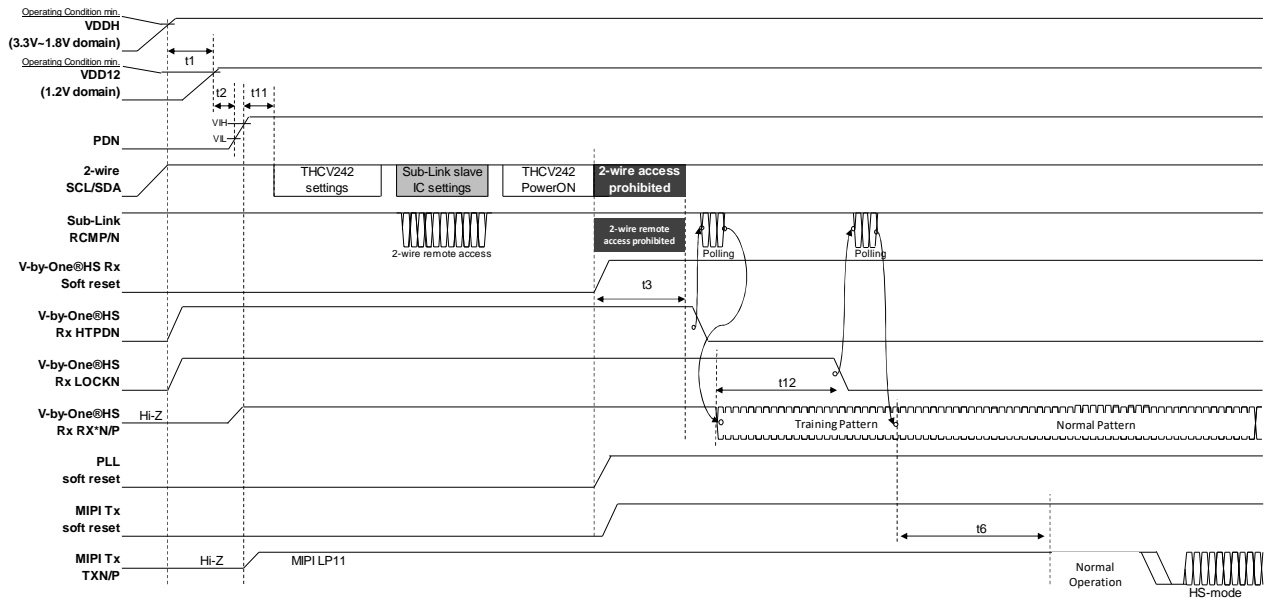 Operating Condition min.
VDDH
(3.3V~1.8V domain)
t1
Operating Condition min.
VDD12
(1.2V domain)
t2
t11
VIH
VIL
PDN
2-wire
SCL/SDA
THCV242
settings
Sub-Link slave
IC settings
THCV242
PowerON
2-wire access
prohibited
Sub-Link
RCMP/N
2-wire remote access
2-wire remote
access prohibited
Polling
Polling
V-by-One®HS Rx
Soft reset
t3
V-by-One®HS
Rx HTPDN
V-by-One®HS
Rx LOCKN
t12
V-by-One®HS
Rx RX*N/P
Hi-Z
Training Pattern
Normal Pattern
PLL
soft reset
MIPI Tx
soft reset
t6
MIPI Tx
TXN/P
Hi-Z
MIPI LP11
Normal
Operation
HS-mode